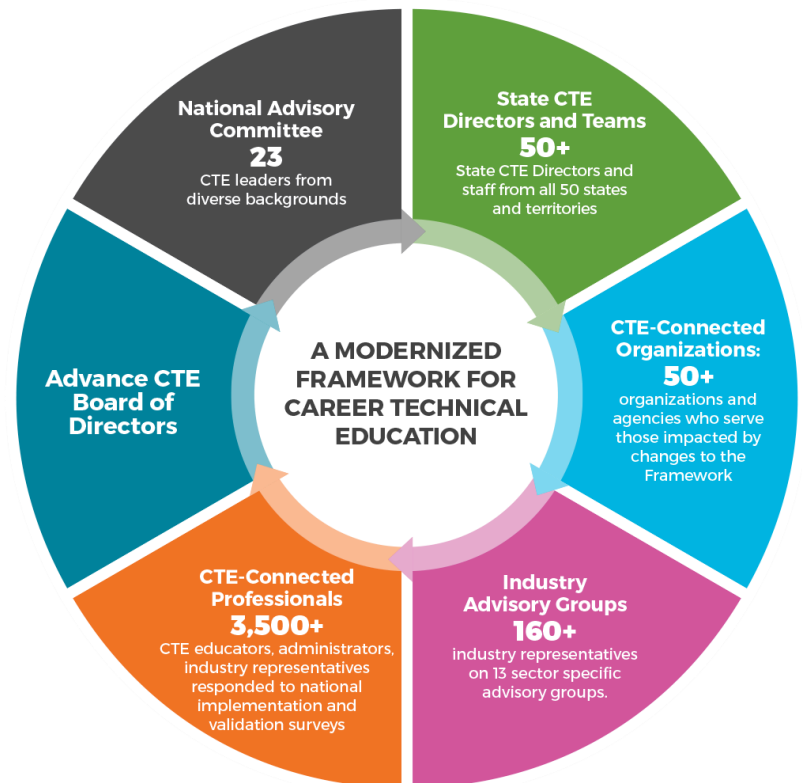 National Advisory
Committee
23
CTE leaders from
diverse backgrounds
State CTE
Directors and Teams
50+
State CTE Directors and
staff from all 50 states
and territories
CTE-Connected
Organizations:
50+
organizations and
agencies who serve
those impacted by
changes to the
Framework
Industry
Advisory Groups
160+
industry representatives
on 13 sector specific
advisory groups.
CTE-Connected
Professionals
3,500+
CTE educators, administrators,
industry representatives
responded to national
implementation and
validation surveys
Advance CTE
Board of
Directors
A MODERNIZED
FRAMEWORK FOR
CAREER TECHNICAL
EDUCATION